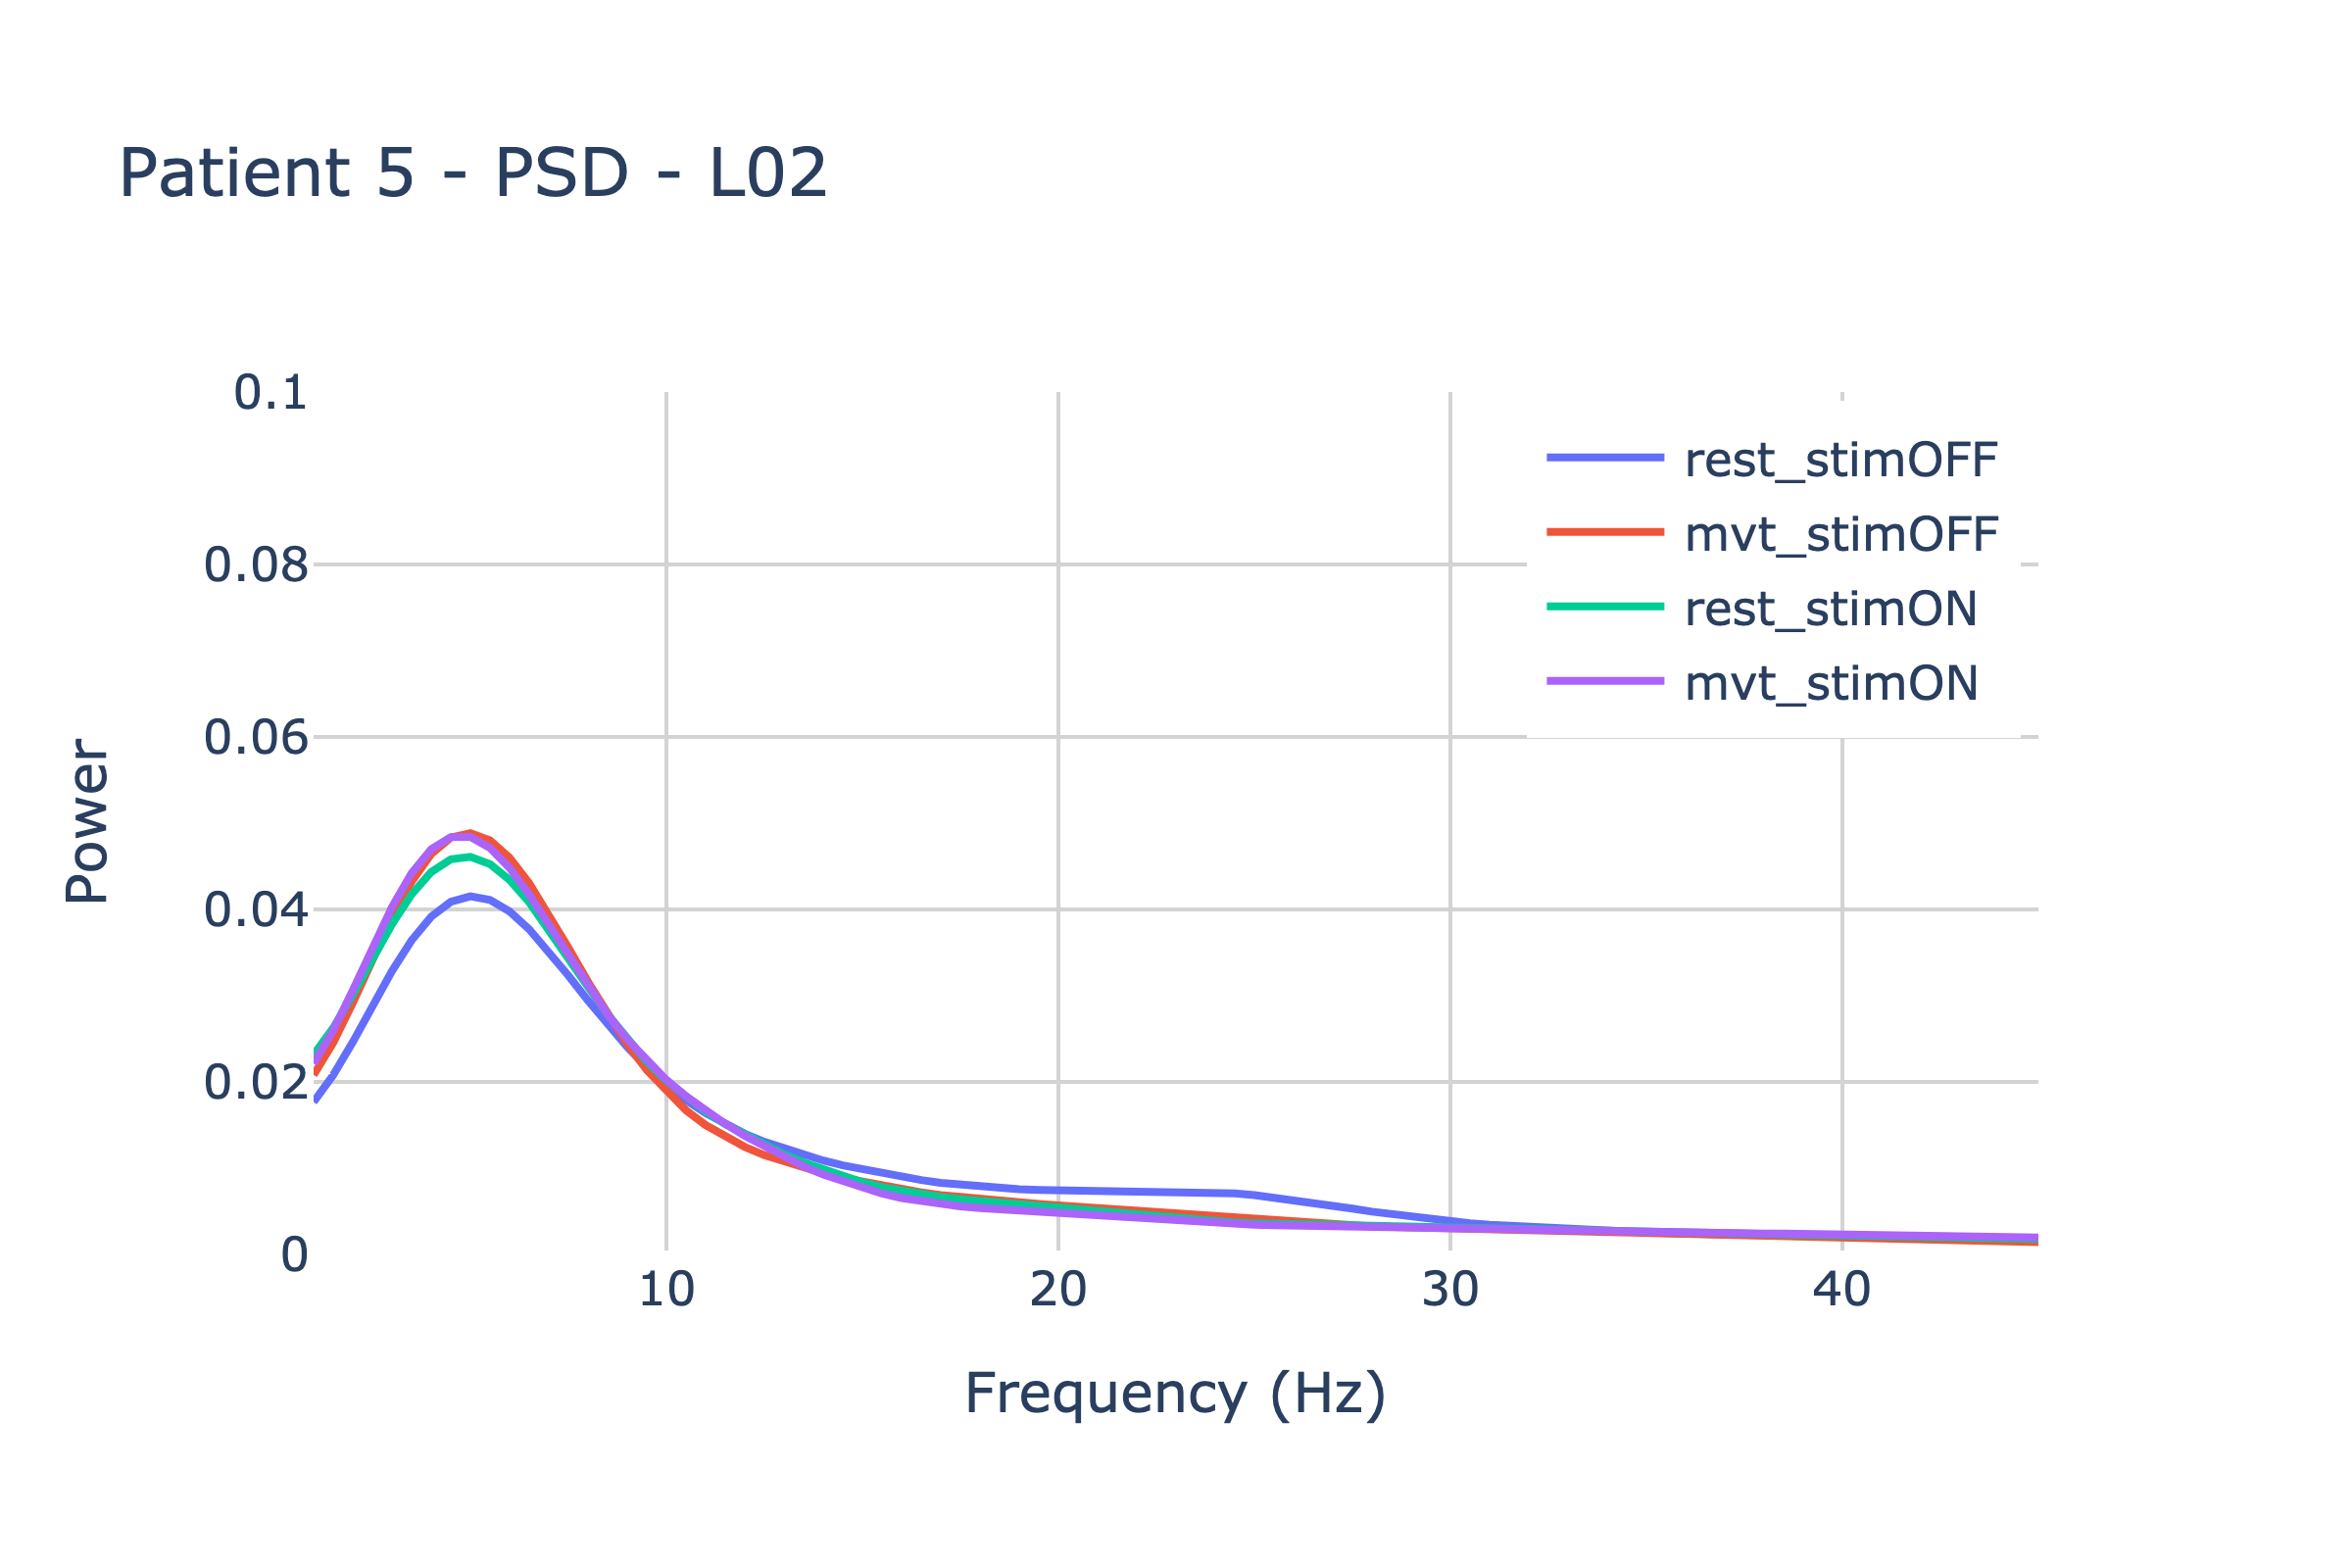 Patient 5 - PSD - L02
0.1
0.08
0.06
0.04
0.02
0
Power
10 20 30 40
Frequency (Hz)
rest_stimOFF
mvt_stimOFF
rest_stimON
mvt_stimON